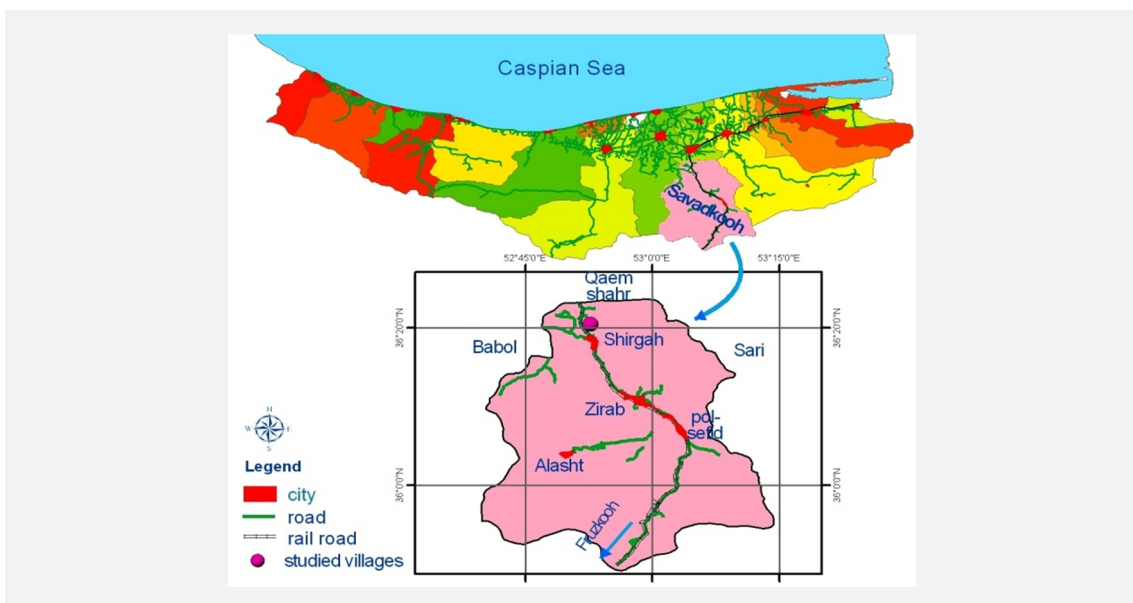 Caspian Sea
Savadkooh
52°45'0"E
53°0'0"E
53°15'0"E
Qaem
shahr
36°20'0"N
36°20'0"N
Shirgah
Babol
Sari
Zirab
pol-
sefid
Alasht
36°0'0"N
36°0'0"N
Fruzkooh
N
W
E
S
Legend
city
road
rail road
studied villages